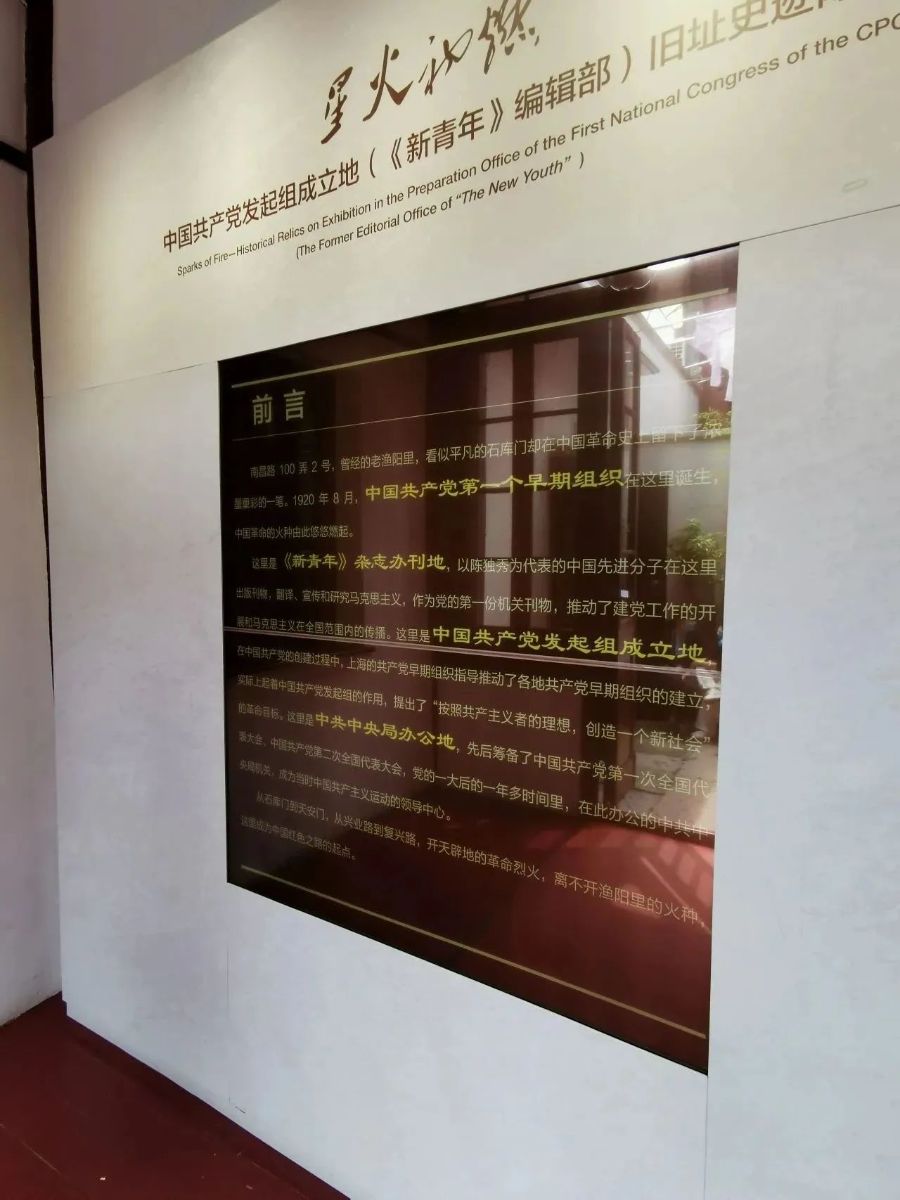 星火初燃
中国共产党发起组成立地（《新青年》编辑部）旧址史迹
Sparks of Fire—Historical Relics on Exhibition in the Preparation Office of the First National Congress of the CPC
(The Former Editorial Office of “The New Youth” )
前言
南昌路 100 弄 2 号，曾经的老渔阳里，看似平凡的石库门却在中国革命史上留下了浓
墨重彩的一笔。1920 年 8 月，中国共产党第一个早期组织在这里诞生，
中国革命的火种由此悠悠燃起。
这里是《新青年》杂志办刊地，以陈独秀为代表的中国先进分子在这里
出版刊物，翻译、宣传和研究马克思主义，作为党的第一份机关刊物，推动了建党工作的开
展和马克思主义在全国范围内的传播。这里是中国共产党发起组成立地，
在中国共产党的创建过程中，上海的共产党早期组织指导推动了各地共产党早期组织的建立，
实际上起着中国共产党发起组的作用，提出了“按照共产主义者的理想，创造一个新社会”
的革命目标。这里是中共中央局办公地，先后筹备了中国共产党第一次全国代
表大会、中国共产党第二次全国代表大会，党的一大后的一年多时间里，在此办公的中共中
央局机关，成为当时中国共产主义运动的领导中心。
从石库门到天安门，从兴业路到复兴路，开天辟地的革命烈火，离不开渔阳里的火种，
这里成为中国红色之路的起点。